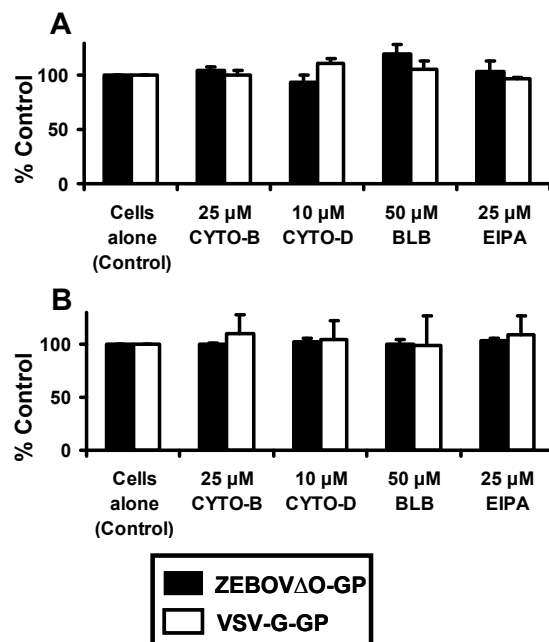 A
% Control
100
50
0
Cells 25 µM 10 µM 50 µM 25 µM
alone CYTO-B CYTO-D BLB EIPA
(Control)
B
% Control
100
50
0
Cells 25 µM 10 µM 50 µM 25 µM
alone CYTO-B CYTO-D BLB EIPA
(Control)
ZEBOVΔO-GP
VSV-G-GP